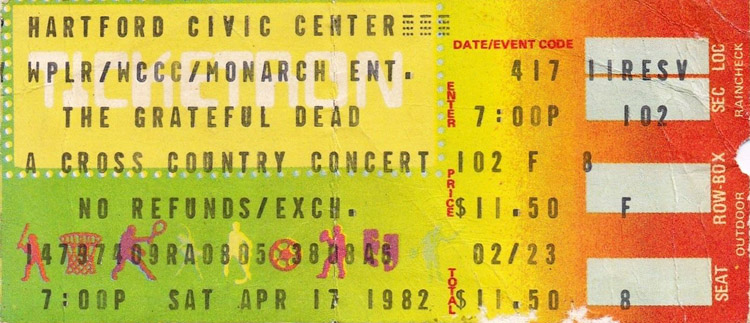 HARTFORD CIVIC CENTER
TICKETRON
WPLR/WCCC/MONARCH ENT.
THE GRATEFUL DEAD
A CROSS COUNTRY CONCERT
NO REFUNDS/EXCH.
7:00P SAT APR 17 1982
DATE/EVENT CODE
417 11RESV
ENTER 7:00P 102
102 F 8
PRICE $11.50 F
02/23
TOTAL $11.50 8
SEC LOC
ROW-BOX
SEAT
RAINCHECK
OUTDOOR